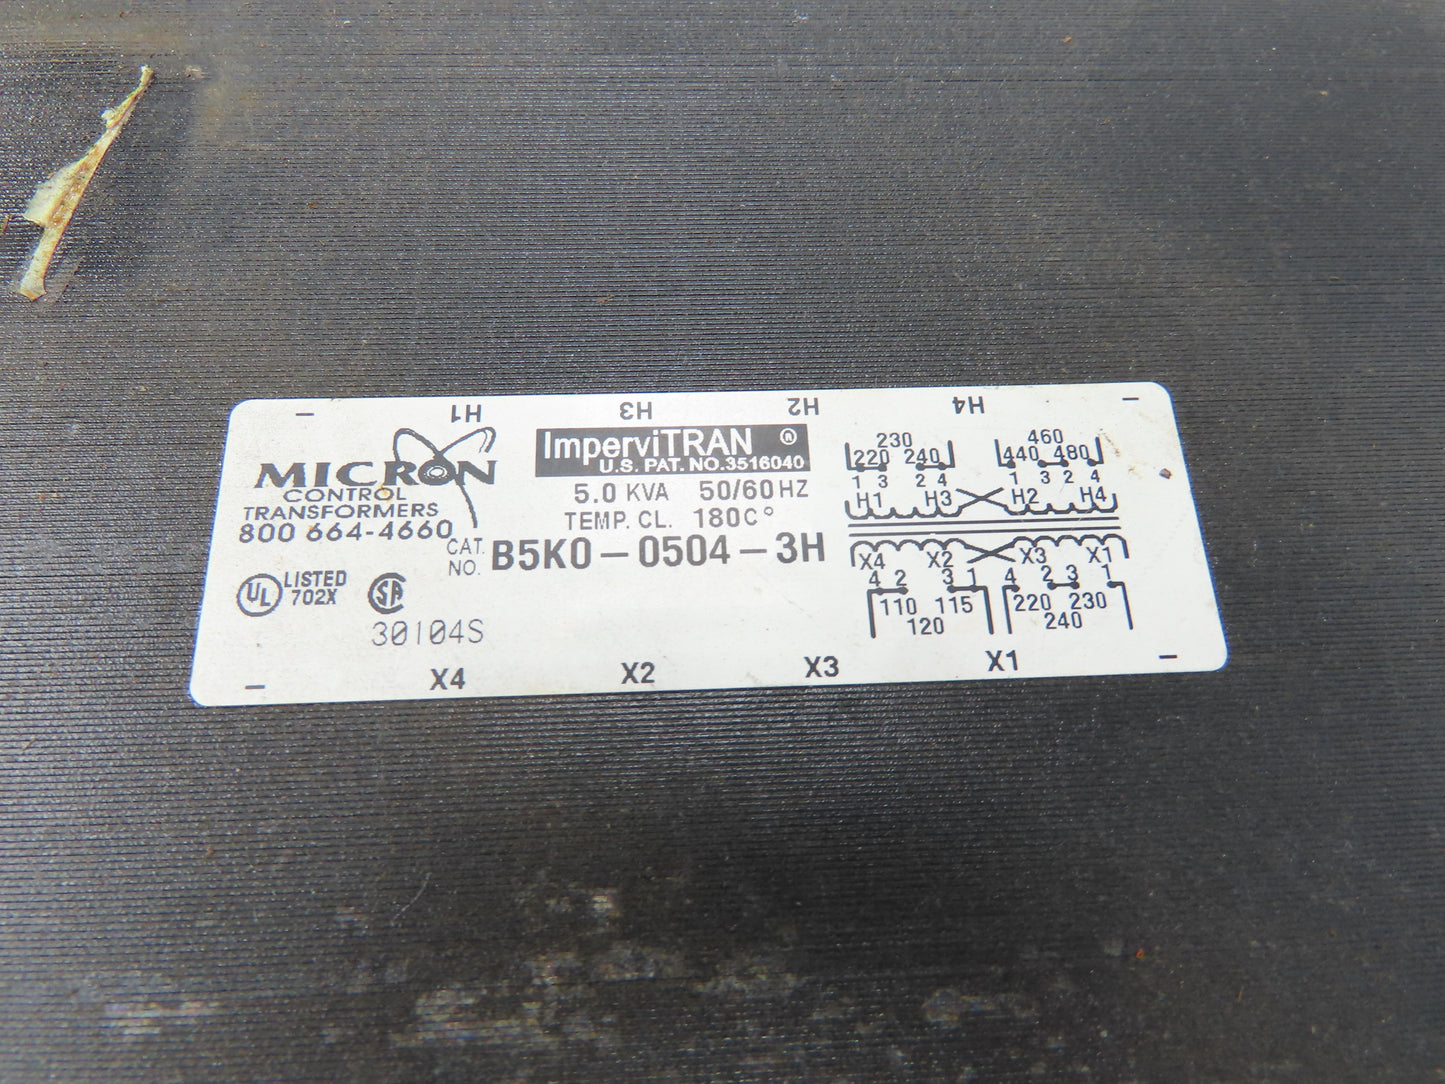 H1 H3 H2 H4
MICRON
CONTROL
TRANSFORMERS
800 664-4660
ImperviTRAN ®
U.S. PAT. NO. 3516040
5.0 KVA 50/60 HZ
TEMP. CL. 180C°
CAT. NO. B5K0-0504-3H
UL LISTED
702X
SA
30104S
230
220 240
1 3 2 4
460
440 480
1 3 2 4
H1 H3 H2 H4
X4 X2 X3 X1
4 2 3 1
110 115
120
4 2 3 1
220 230
240
X4 X2 X3 X1